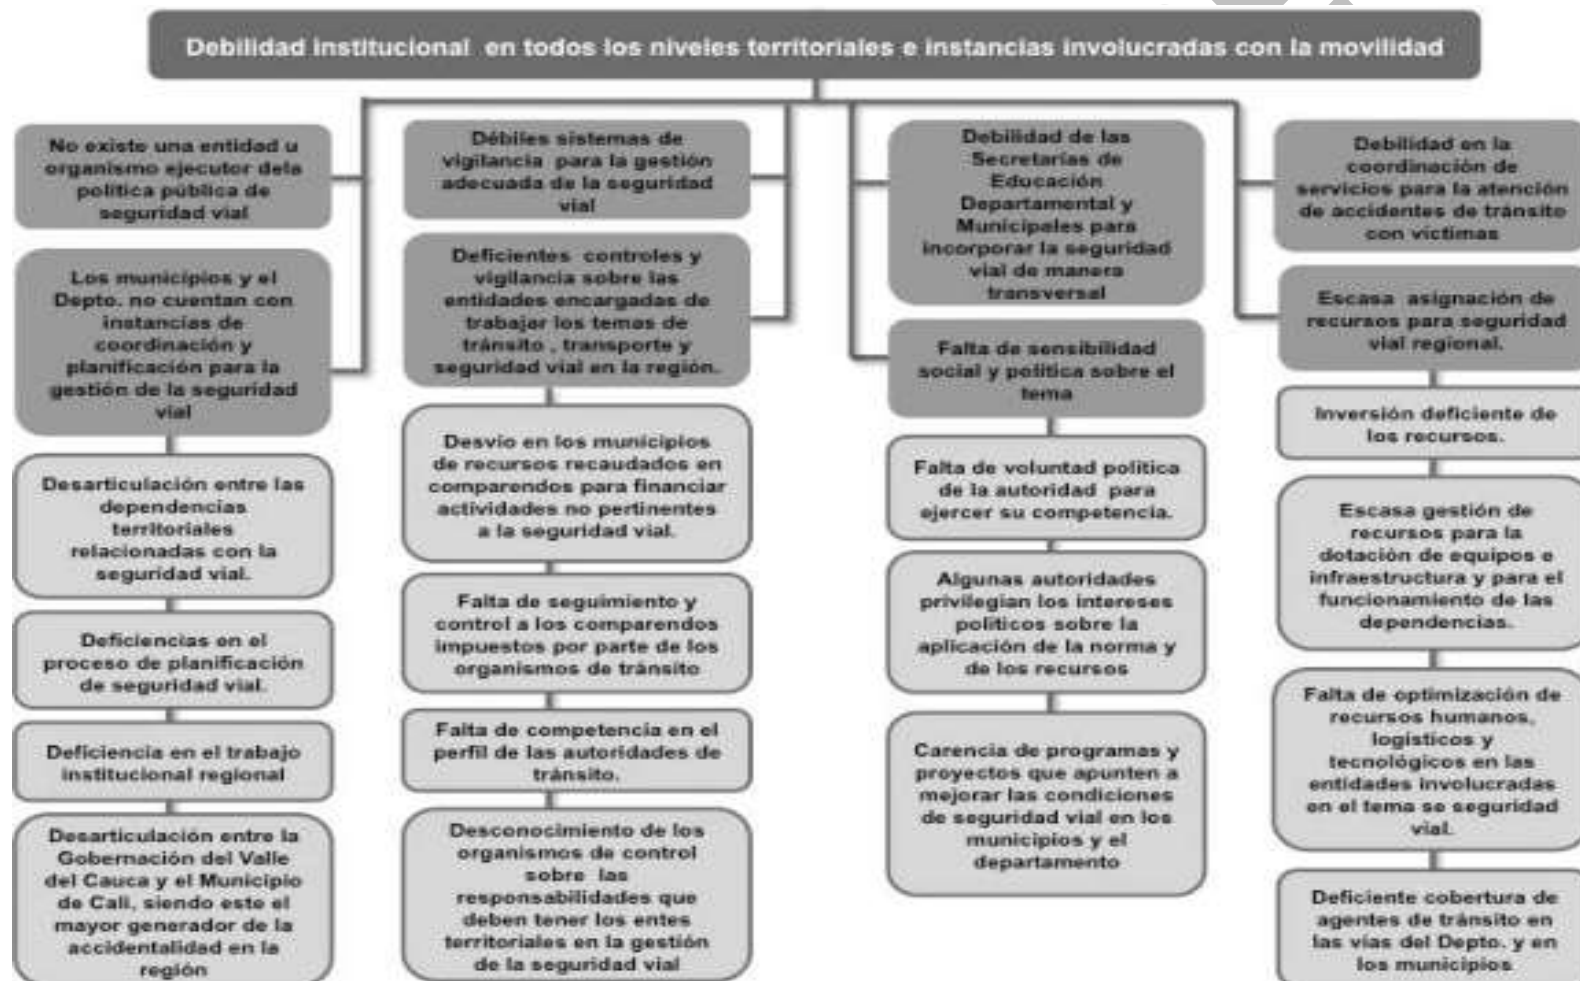 Debilidad institucional en todos los niveles territoriales e instancias involucradas con la movilidad
No existe una entidad u
organismo ejecutor dela
política pública de
seguridad vial
Los municipios y el
Depto. no cuentan con
instancias de
coordinación y
planificación para la
gestión de la seguridad
vial
Desarticulación entre las
dependencias
territoriales
relacionadas con la
seguridad vial.
Deficiencias en el
proceso de planificación
de seguridad vial.
Deficiencia en el trabajo
institucional regional
Desarticulación entre la
Gobernación del Valle
del Cauca y el Municipio
de Cali, siendo este el
mayor generador de la
accidentalidad en la
región
Débiles sistemas de
vigilancia para la gestión
adecuada de la seguridad
vial
Deficientes controles y
vigilancia sobre las
entidades encargadas de
trabajar los temas de
tránsito , transporte y
seguridad vial en la región.
Desvío en los municipios
de recursos recaudados en
comparendos para financiar
actividades no pertinentes
a la seguridad vial.
Falta de seguimiento y
control a los comparendos
impuestos por parte de los
organismos de tránsito
Falta de competencia en el
perfil de las autoridades de
tránsito.
Desconocimiento de los
organismos de control
sobre las
responsabilidades que
deben tener los entes
territoriales en la gestión
de la seguridad vial
Debilidad de las
Secretarías de
Educación
Departamental y
Municipales para
incorporar la seguridad
vial de manera
transversal
Falta de sensibilidad
social y política sobre el
tema
Falta de voluntad política
de la autoridad para
ejercer su competencia.
Algunas autoridades
privilegian los intereses
políticos sobre la
aplicación de la norma y
de los recursos
Carencia de programas y
proyectos que apunten a
mejorar las condiciones
de seguridad vial en los
municipios y el
departamento
Debilidad en la
coordinación de
servicios para la atención
de accidentes de tránsito
con víctimas
Escasa asignación de
recursos para seguridad
vial regional.
Inversión deficiente de
los recursos.
Escasa gestión de
recursos para la
dotación de equipos e
infraestructura y para el
funcionamiento de las
dependencias.
Falta de optimización de
recursos humanos,
logísticos y
tecnológicos en las
entidades involucradas
en el tema se seguridad
vial.
Deficiente cobertura de
agentes de tránsito en
las vías del Depto. y en
los municipios